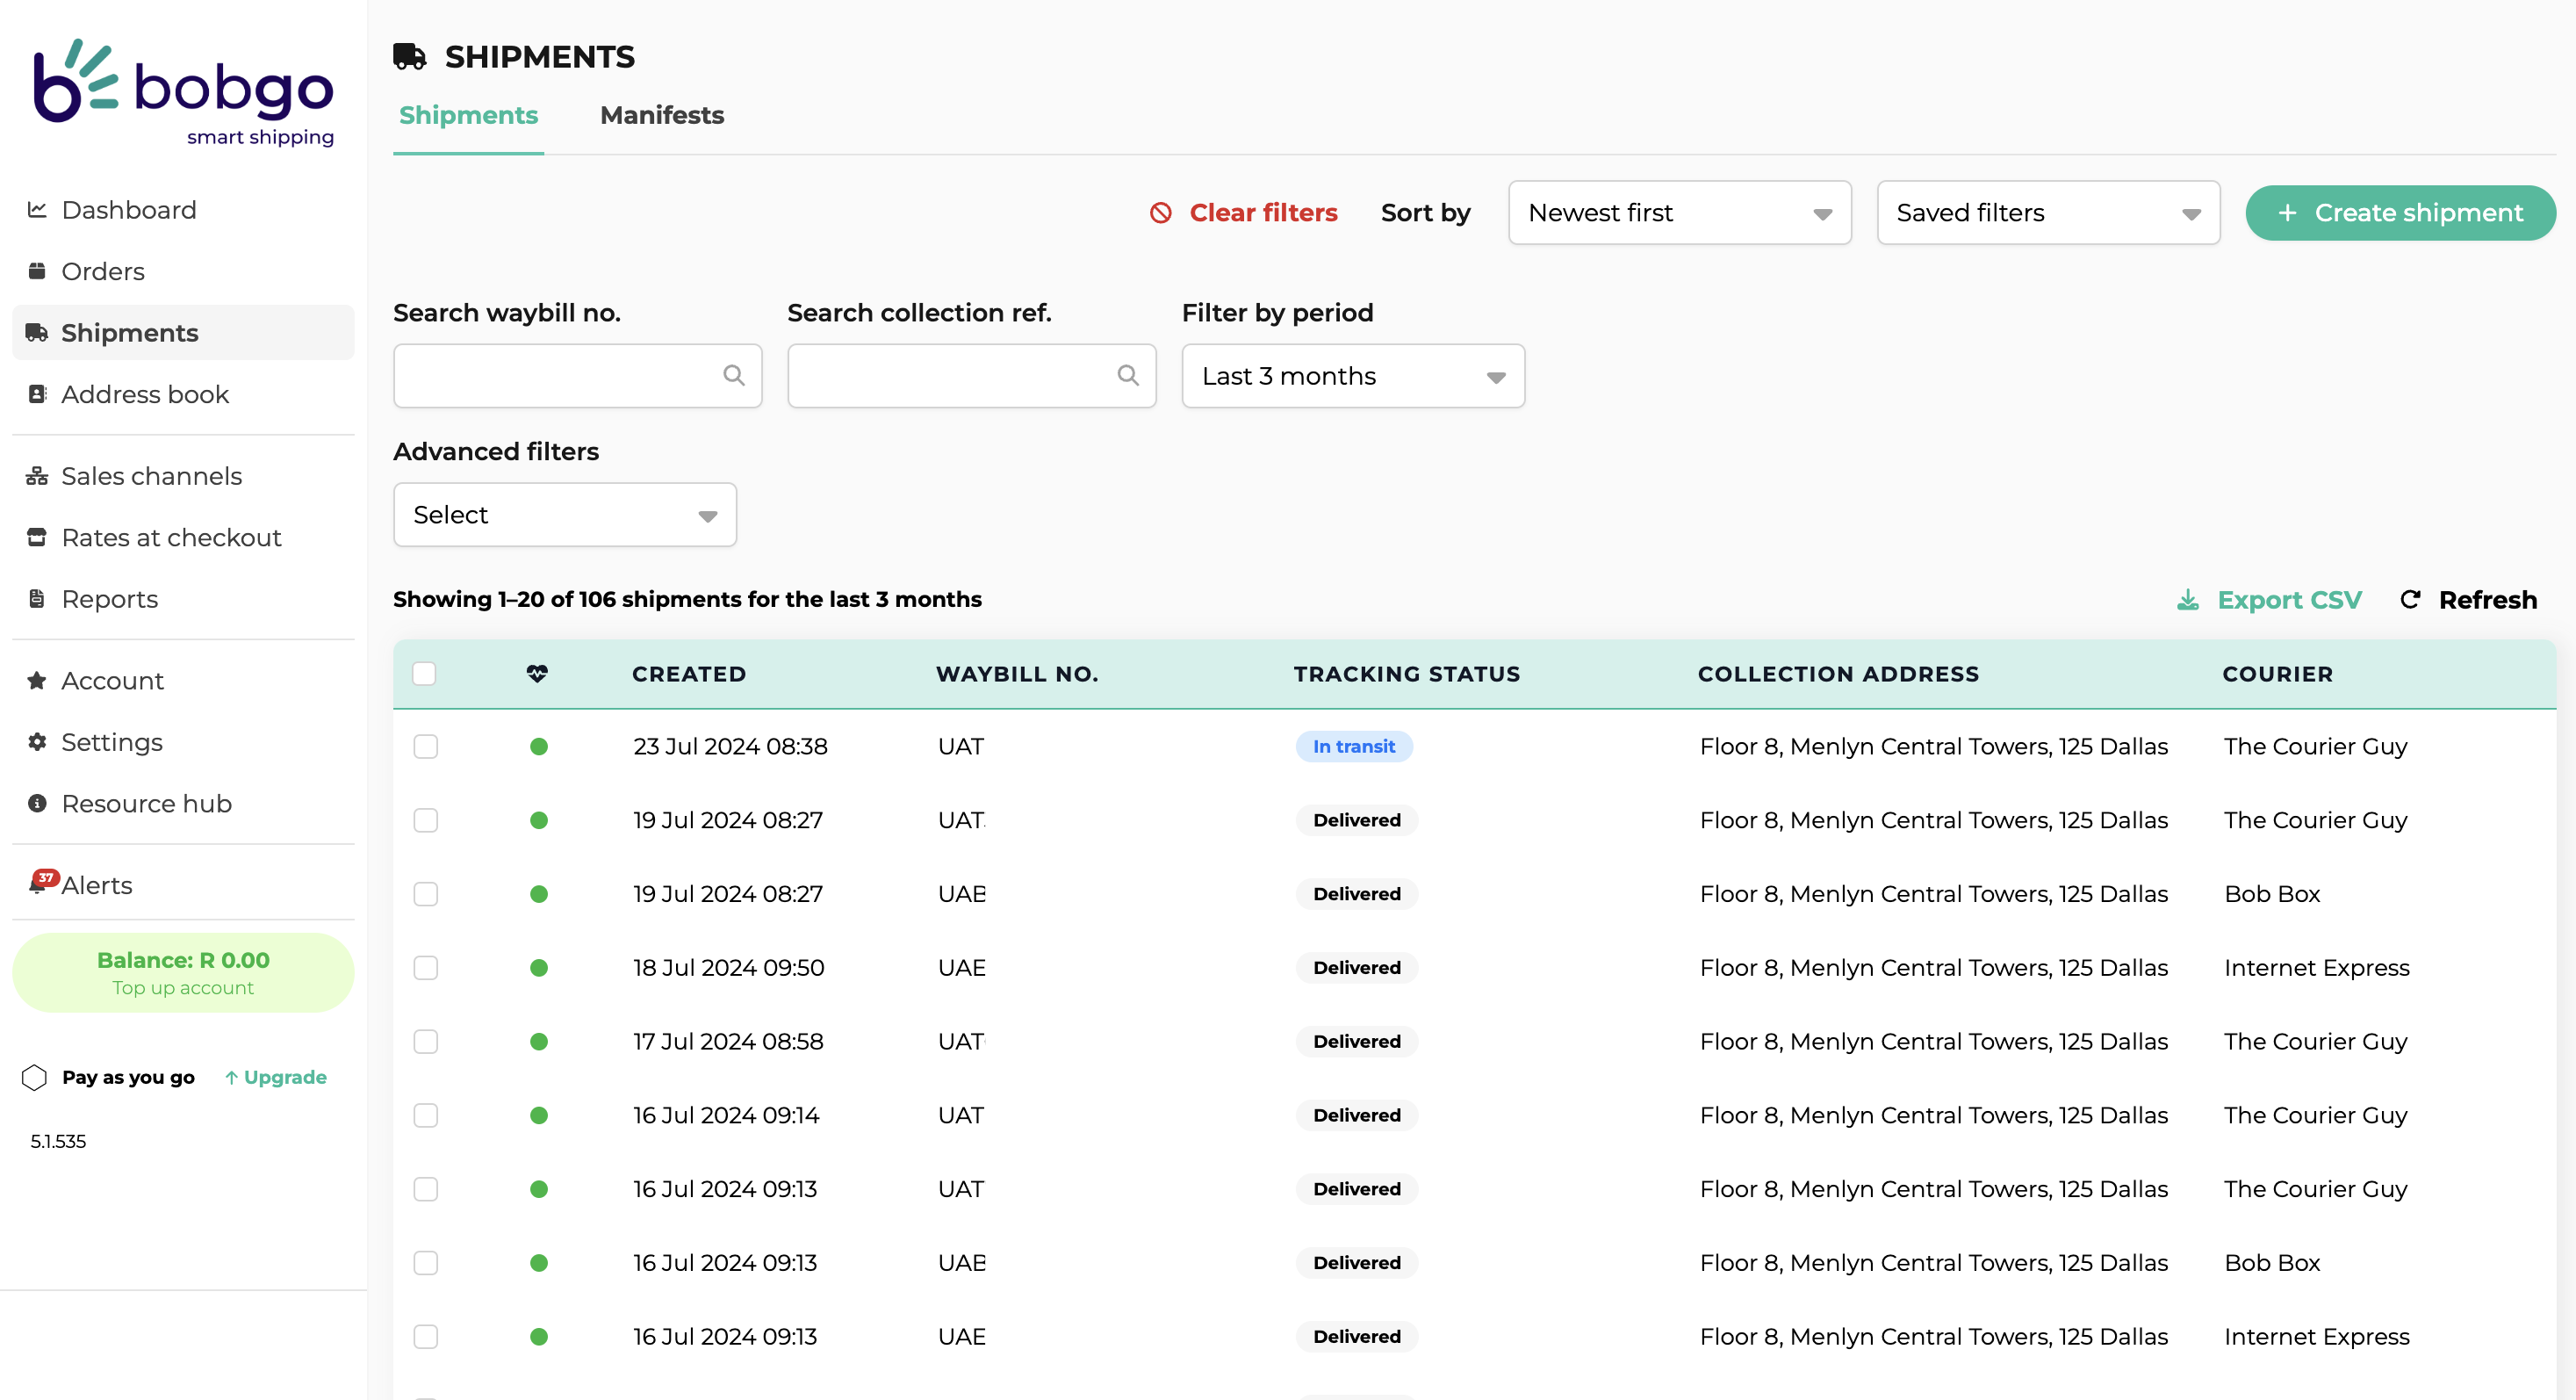 bobgo
smart shipping
Dashboard
Orders
Shipments
Address book
Sales channels
Rates at checkout
Reports
Account
Settings
Resource hub
37
Alerts
Balance: R 0.00
Top up account
Pay as you go Upgrade
5.1.535
SHIPMENTS
Shipments Manifests
Clear filters Sort by Newest first Saved filters + Create shipment
Search waybill no. Search collection ref. Filter by period
Last 3 months
Advanced filters
Select
Showing 1–20 of 106 shipments for the last 3 months Export CSV Refresh
CREATED WAYBILL NO. TRACKING STATUS COLLECTION ADDRESS COURIER
23 Jul 2024 08:38 UAT In transit Floor 8, Menlyn Central Towers, 125 Dallas The Courier Guy
19 Jul 2024 08:27 UAT Delivered Floor 8, Menlyn Central Towers, 125 Dallas The Courier Guy
19 Jul 2024 08:27 UAB Delivered Floor 8, Menlyn Central Towers, 125 Dallas Bob Box
18 Jul 2024 09:50 UAE Delivered Floor 8, Menlyn Central Towers, 125 Dallas Internet Express
17 Jul 2024 08:58 UAT Delivered Floor 8, Menlyn Central Towers, 125 Dallas The Courier Guy
16 Jul 2024 09:14 UAT Delivered Floor 8, Menlyn Central Towers, 125 Dallas The Courier Guy
16 Jul 2024 09:13 UAT Delivered Floor 8, Menlyn Central Towers, 125 Dallas The Courier Guy
16 Jul 2024 09:13 UAB Delivered Floor 8, Menlyn Central Towers, 125 Dallas Bob Box
16 Jul 2024 09:13 UAE Delivered Floor 8, Menlyn Central Towers, 125 Dallas Internet Express